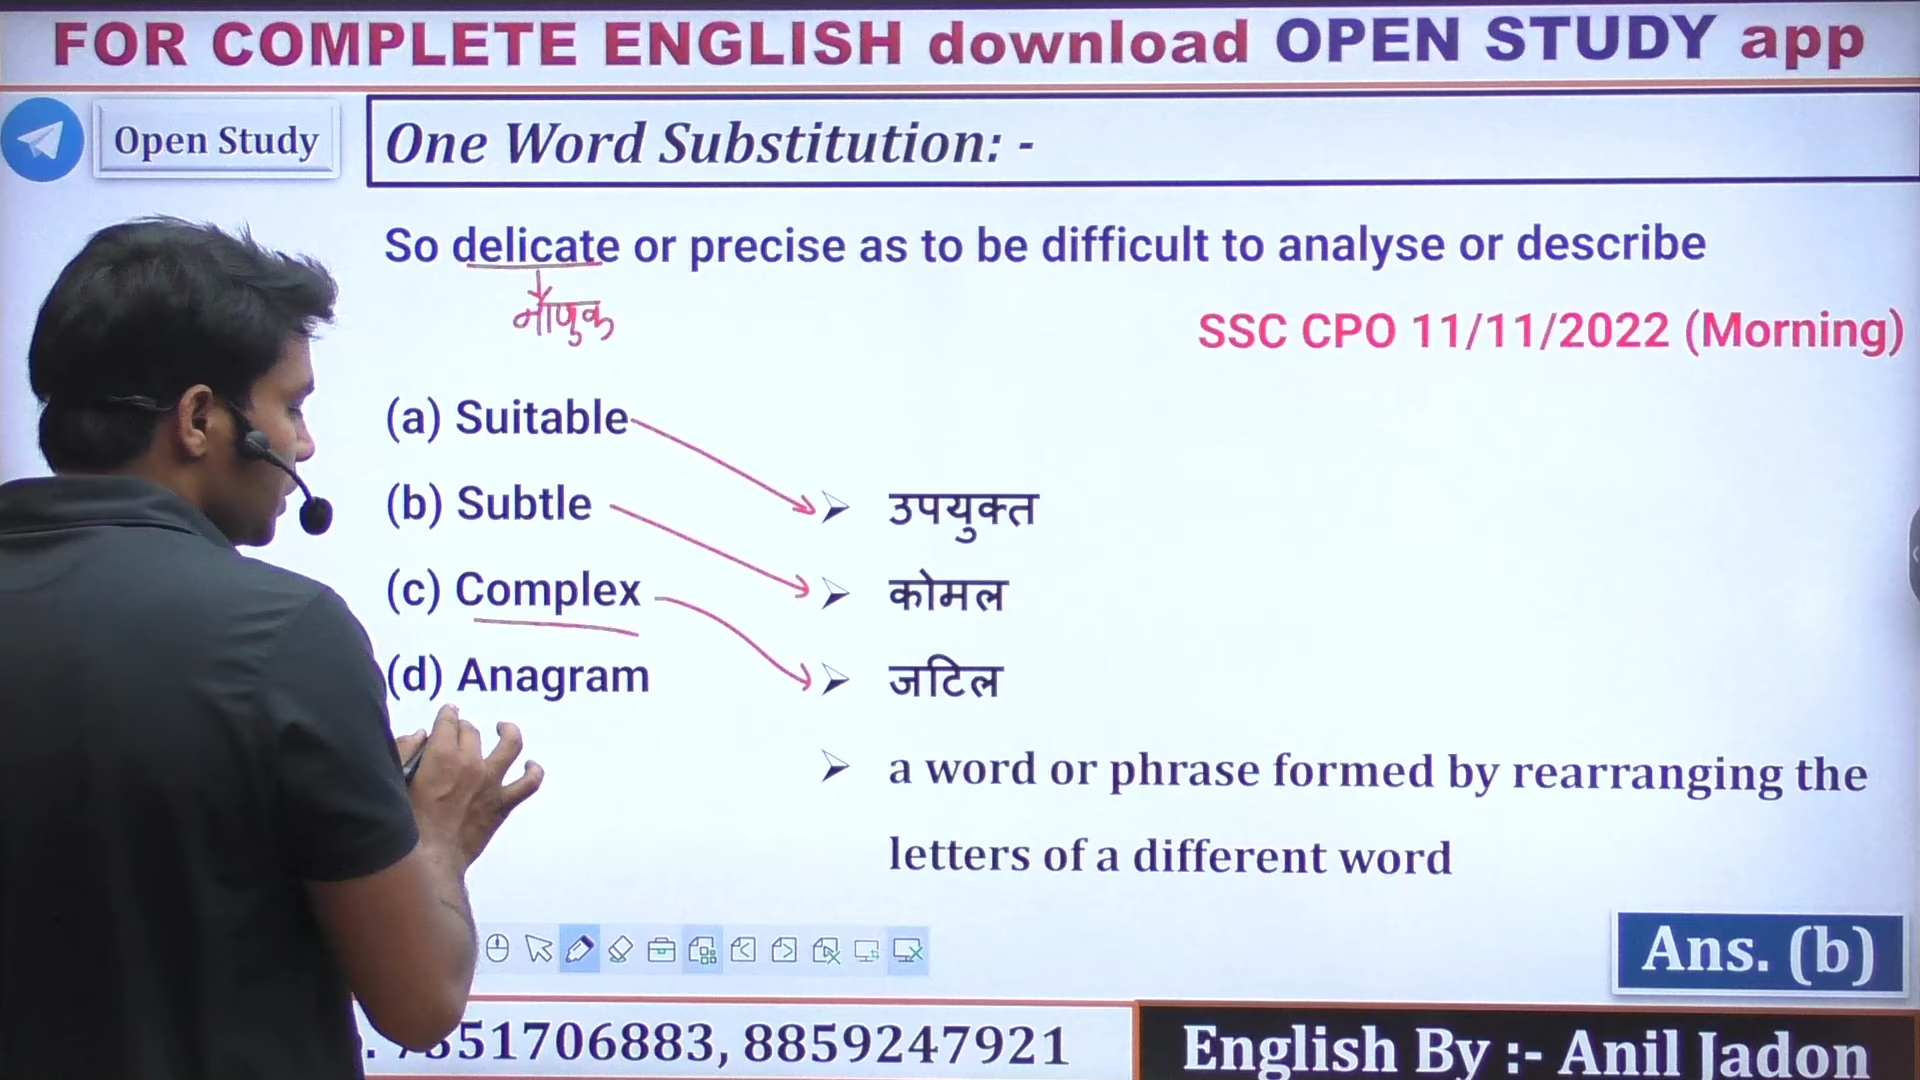 FOR COMPLETE ENGLISH download OPEN STUDY app
Open Study
One Word Substitution: -
So delicate or precise as to be difficult to analyse or describe
SSC CPO 11/11/2022 (Morning)
(a) Suitable
(b) Subtle
(c) Complex
(d) Anagram
➢ उपयुक्त
➢ कोमल
➢ जटिल
➢ a word or phrase formed by rearranging the
letters of a different word
Ans. (b)
51706883, 8859247921
English By :- Anil Jadon